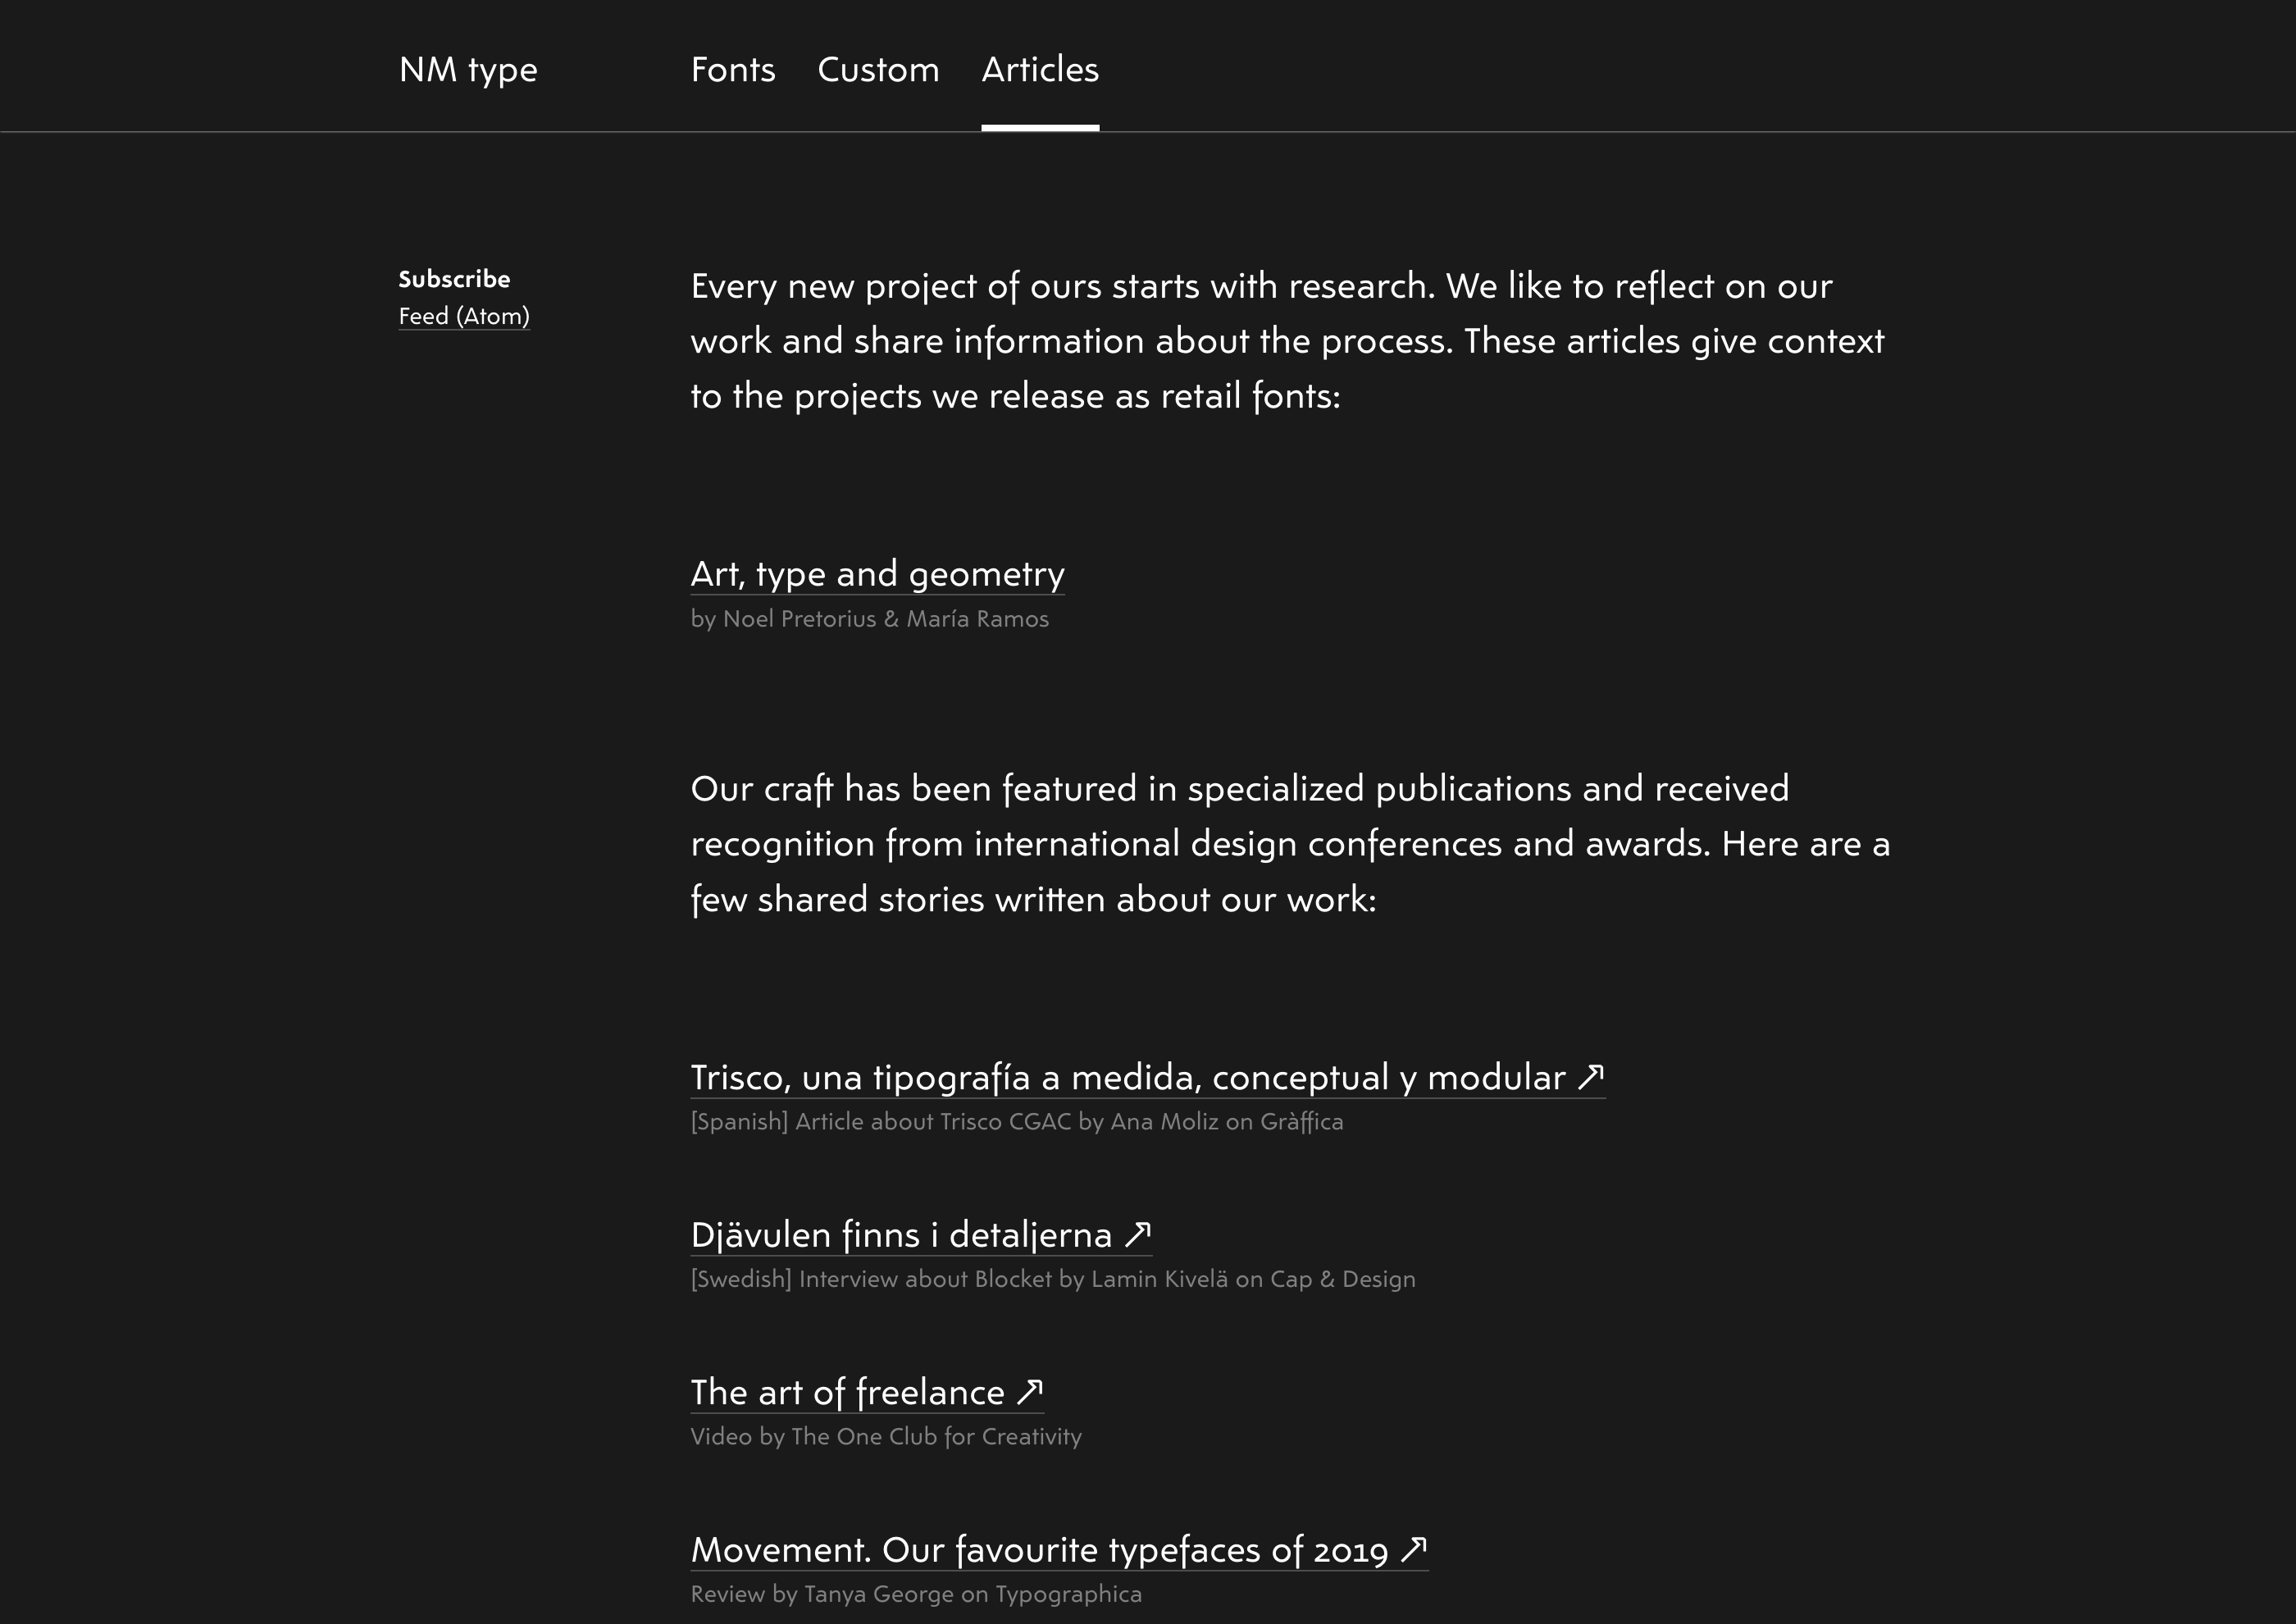 NM type
Fonts Custom Articles
Subscribe
Feed (Atom)
Every new project of ours starts with research. We like to reflect on our
work and share information about the process. These articles give context
to the projects we release as retail fonts:
Art, type and geometry
by Noel Pretorius & María Ramos
Our craft has been featured in specialized publications and received
recognition from international design conferences and awards. Here are a
few shared stories written about our work:
Trisco, una tipografía a medida, conceptual y modular ↗
[Spanish] Article about Trisco CGAC by Ana Moliz on Gràffica
Djävulen finns i detaljerna ↗
[Swedish] Interview about Blocket by Lamin Kivelä on Cap & Design
The art of freelance ↗
Video by The One Club for Creativity
Movement. Our favourite typefaces of 2019 ↗
Review by Tanya George on Typographica